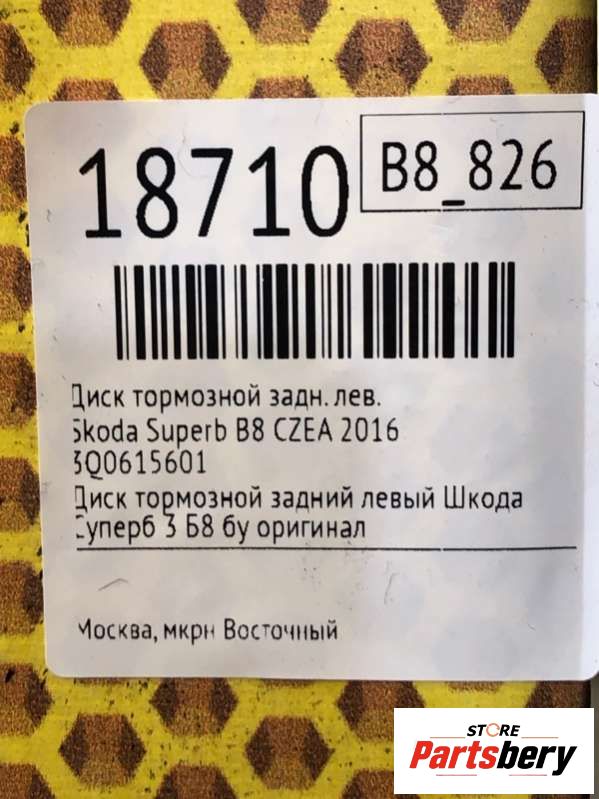 18710
B8_826
Диск тормозной задн. лев.
Skoda Superb B8 CZEA 2016
3Q0615601
Диск тормозной задний левый Шкода
Суперб 3 Б8 бу оригинал
Москва, мкрн Восточный
STORE
Partsbery